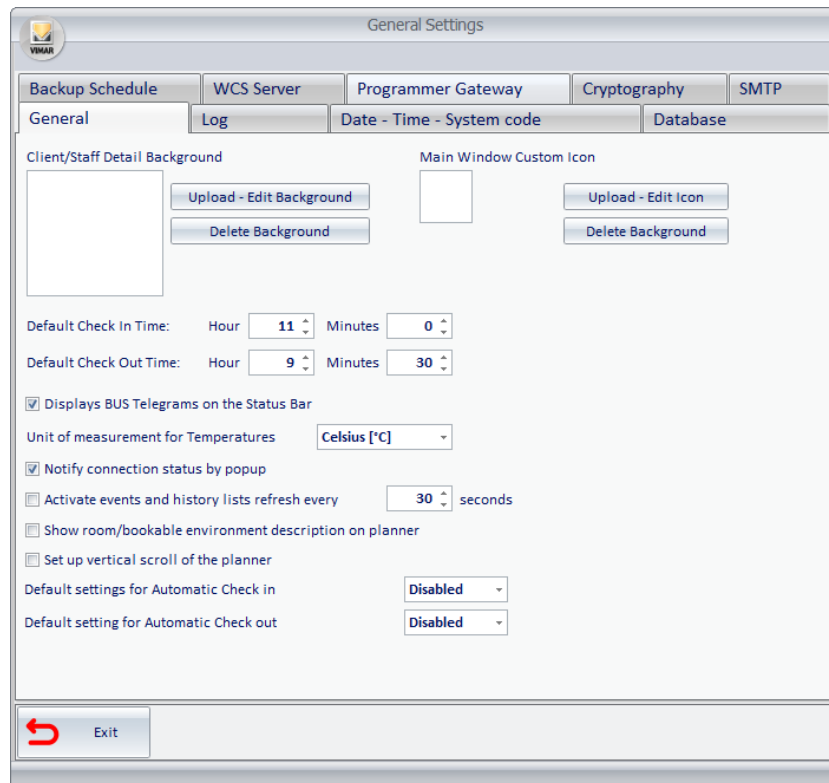 General Settings
VIMAR
Backup Schedule WCS Server Programmer Gateway Cryptography SMTP
General Log Date - Time - System code Database
Client/Staff Detail Background Main Window Custom Icon
Upload - Edit Background Upload - Edit Icon
Delete Background Delete Background
Default Check In Time: Hour 11 Minutes 0
Default Check Out Time: Hour 9 Minutes 30
Displays BUS Telegrams on the Status Bar
Unit of measurement for Temperatures Celsius [°C]
Notify connection status by popup
Activate events and history lists refresh every 30 seconds
Show room/bookable environment description on planner
Set up vertical scroll of the planner
Default settings for Automatic Check in Disabled
Default setting for Automatic Check out Disabled
Exit